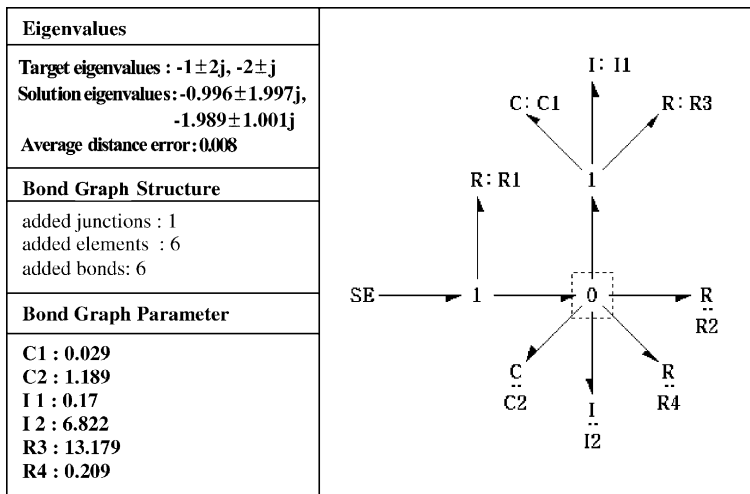 Eigenvalues
Target eigenvalues : -1±2j, -2±j
Solution eigenvalues:-0.996±1.997j,
-1.989±1.001j
Average distance error:0.008
Bond Graph Structure
added junctions : 1
added elements : 6
added bonds: 6
Bond Graph Parameter
C1 : 0.029
C2 : 1.189
I 1 : 0.17
I 2 : 6.822
R3 : 13.179
R4 : 0.209
I: I1
C: C1
R: R3
R: R1
1
SE
1
0
R
:
R2
C
:
C2
R
:
R4
I
:
I2